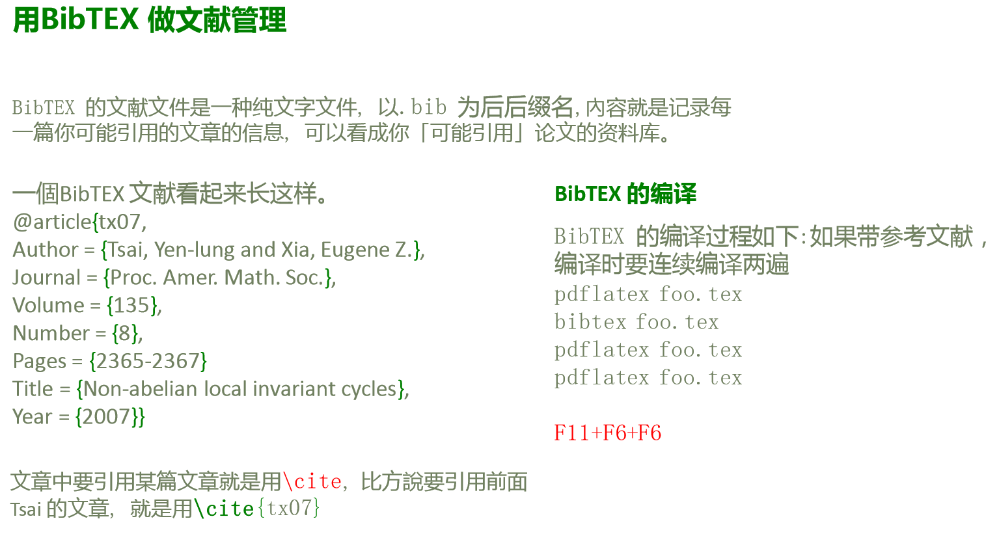 用BibTEX 做文献管理
BibTEX 的文献文件是一种纯文字文件，以.bib 为后后缀名,内容就是记录每
一篇你可能引用的文章的信息，可以看成你「可能引用」论文的资料库。
一個BibTEX 文献看起来长这样。
@article{tx07,
Author = {Tsai, Yen-lung and Xia, Eugene Z.},
Journal = {Proc. Amer. Math. Soc.},
Volume = {135},
Number = {8},
Pages = {2365-2367}
Title = {Non-abelian local invariant cycles},
Year = {2007}}
文章中要引用某篇文章就是用\cite，比方說要引用前面
Tsai 的文章，就是用\cite{tx07}
BibTEX 的编译
BibTEX 的编译过程如下:如果带参考文献，
编译时要连续编译两遍
pdflatex foo.tex
bibtex foo.tex
pdflatex foo.tex
pdflatex foo.tex
F11+F6+F6